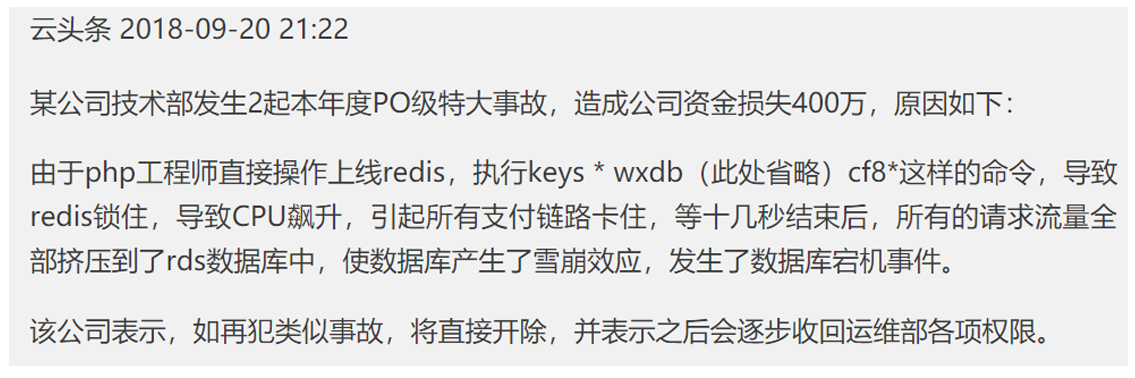 云头条 2018-09-20 21:22
某公司技术部发生2起本年度PO级特大事故，造成公司资金损失400万，原因如下：
由于php工程师直接操作上线redis，执行keys * wxdb（此处省略）cf8*这样的命令，导致
redis锁住，导致CPU飙升，引起所有支付链路卡住，等十几秒结束后，所有的请求流量全
部挤压到了rds数据库中，使数据库产生了雪崩效应，发生了数据库宕机事件。
该公司表示，如再犯类似事故，将直接开除，并表示之后会逐步收回运维部各项权限。